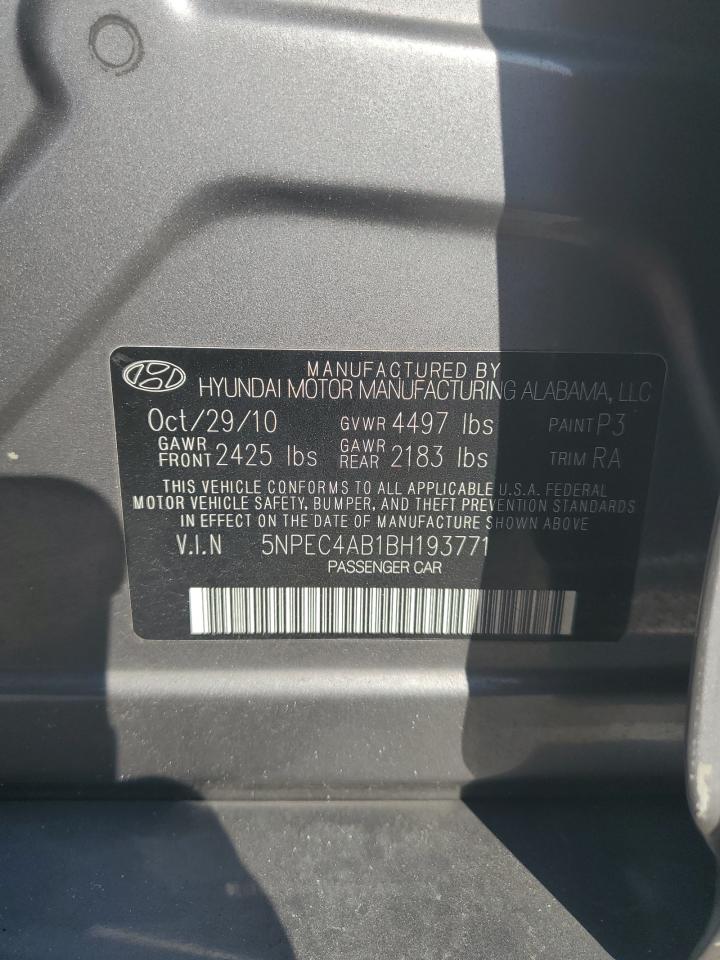 MANUFACTURED BY
HYUNDAI MOTOR MANUFACTURING ALABAMA, LLC
Oct/29/10 GVWR 4497 lbs PAINT P3
GAWR FRONT 2425 lbs GAWR REAR 2183 lbs TRIM RA
THIS VEHICLE CONFORMS TO ALL APPLICABLE U.S.A. FEDERAL
MOTOR VEHICLE SAFETY, BUMPER, AND THEFT PREVENTION STANDARDS
IN EFFECT ON THE DATE OF MANUFACTURE SHOWN ABOVE
V.I.N 5NPEC4AB1BH193771
PASSENGER CAR